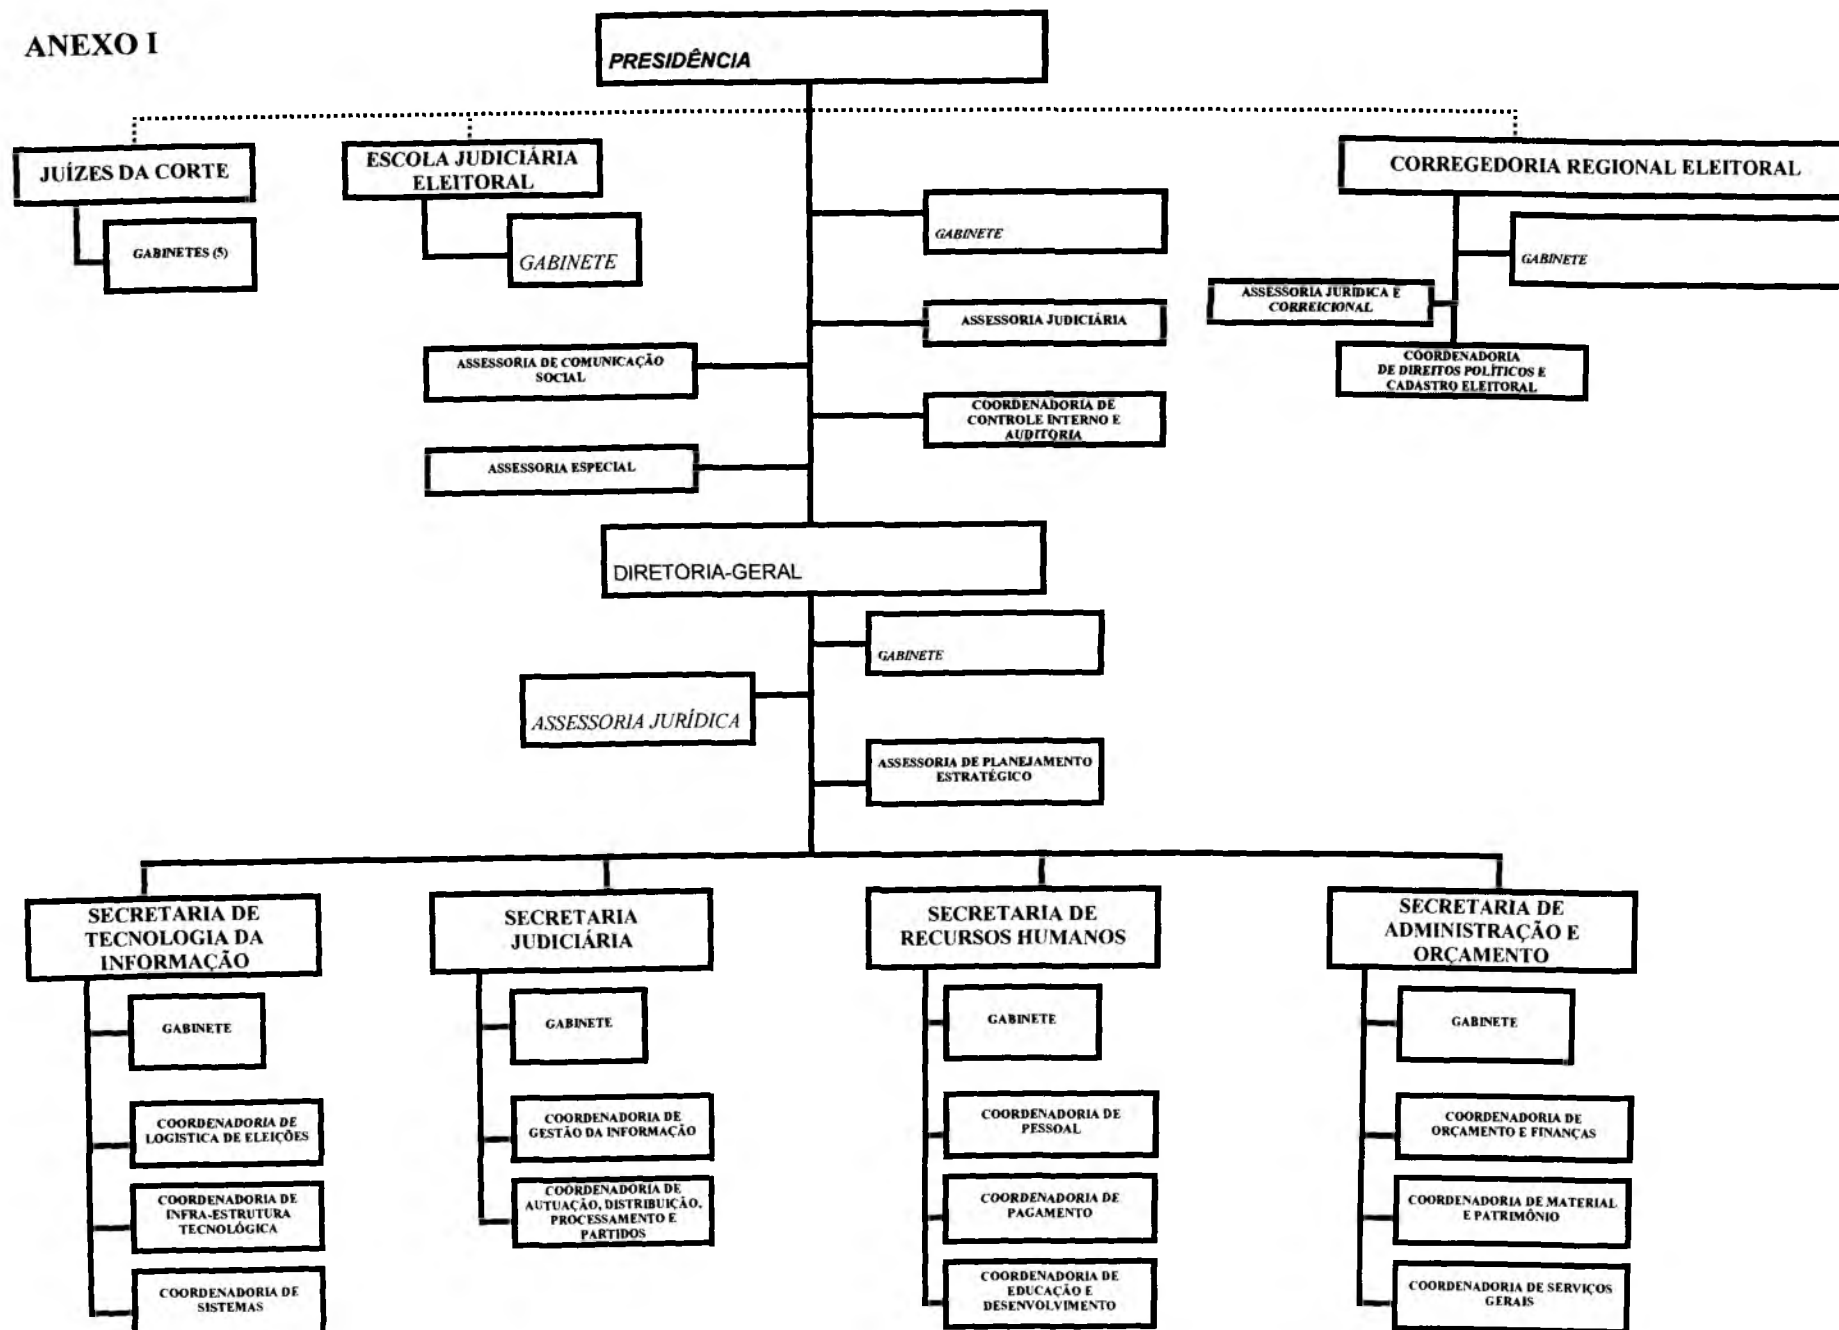 ANEXO I
PRESIDÊNCIA
JUÍZES DA CORTE
GABINETES (5)
ESCOLA JUDICIÁRIA
ELEITORAL
GABINETE
CORREGEDORIA REGIONAL ELEITORAL
GABINETE
ASSESSORIA JURÍDICA E
CORREICIONAL
COORDENADORIA
DE DIREITOS POLÍTICOS E
CADASTRO ELEITORAL
GABINETE
ASSESSORIA JUDICIÁRIA
ASSESSORIA DE COMUNICAÇÃO
SOCIAL
COORDENADORIA DE
CONTROLE INTERNO E
AUDITORIA
ASSESSORIA ESPECIAL
DIRETORIA-GERAL
GABINETE
ASSESSORIA JURÍDICA
ASSESSORIA DE PLANEJAMENTO
ESTRATÉGICO
SECRETARIA DE
TECNOLOGIA DA
INFORMAÇÃO
GABINETE
COORDENADORIA DE
LOGISTICA DE ELEIÇÕES
COORDENADORIA DE
INFRA-ESTRUTURA
TECNOLÓGICA
COORDENADORIA DE
SISTEMAS
SECRETARIA
JUDICIÁRIA
GABINETE
COORDENADORIA DE
GESTÃO DA INFORMAÇÃO
COORDENADORIA DE
AUTUAÇÃO, DISTRIBUIÇÃO,
PROCESSAMENTO E
PARTIDOS
SECRETARIA DE
RECURSOS HUMANOS
GABINETE
COORDENADORIA DE
PESSOAL
COORDENADORIA DE
PAGAMENTO
COORDENADORIA DE
EDUCAÇÃO E
DESENVOLVIMENTO
SECRETARIA DE
ADMINISTRAÇÃO E
ORÇAMENTO
GABINETE
COORDENADORIA DE
ORÇAMENTO E FINANÇAS
COORDENADORIA DE MATERIAL
E PATRIMÔNIO
COORDENADORIA DE SERVIÇOS
GERAIS